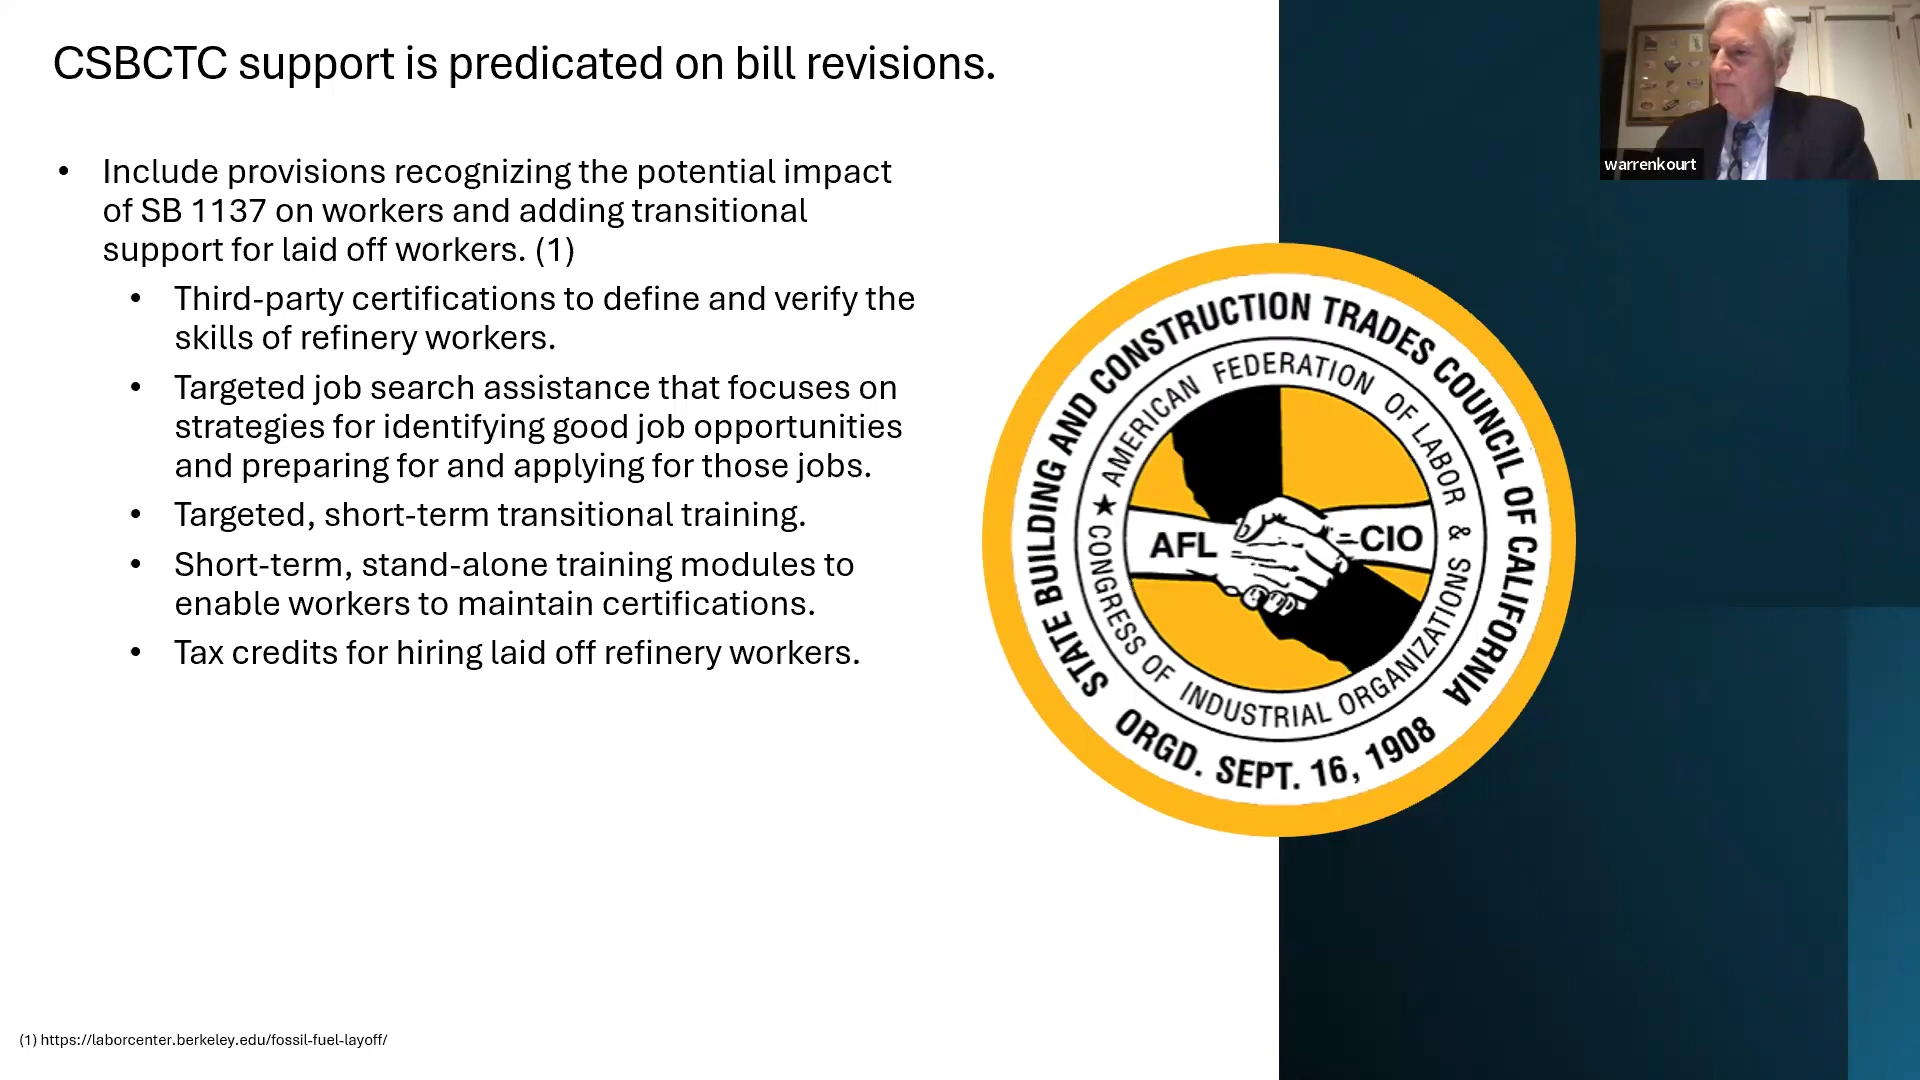 CSBCTC support is predicated on bill revisions.
• Include provisions recognizing the potential impact
of SB 1137 on workers and adding transitional
support for laid off workers. (1)
• Third-party certifications to define and verify the
skills of refinery workers.
• Targeted job search assistance that focuses on
strategies for identifying good job opportunities
and preparing for and applying for those jobs.
• Targeted, short-term transitional training.
• Short-term, stand-alone training modules to
enable workers to maintain certifications.
• Tax credits for hiring laid off refinery workers.
(1) https://laborcenter.berkeley.edu/fossil-fuel-layoff/
STATE BUILDING AND CONSTRUCTION TRADES COUNCIL OF CALIFORNIA
ORGD. SEPT. 16, 1908
★ AMERICAN FEDERATION OF LABOR &
CONGRESS OF INDUSTRIAL ORGANIZATIONS
AFL –CIO
warrenkourt